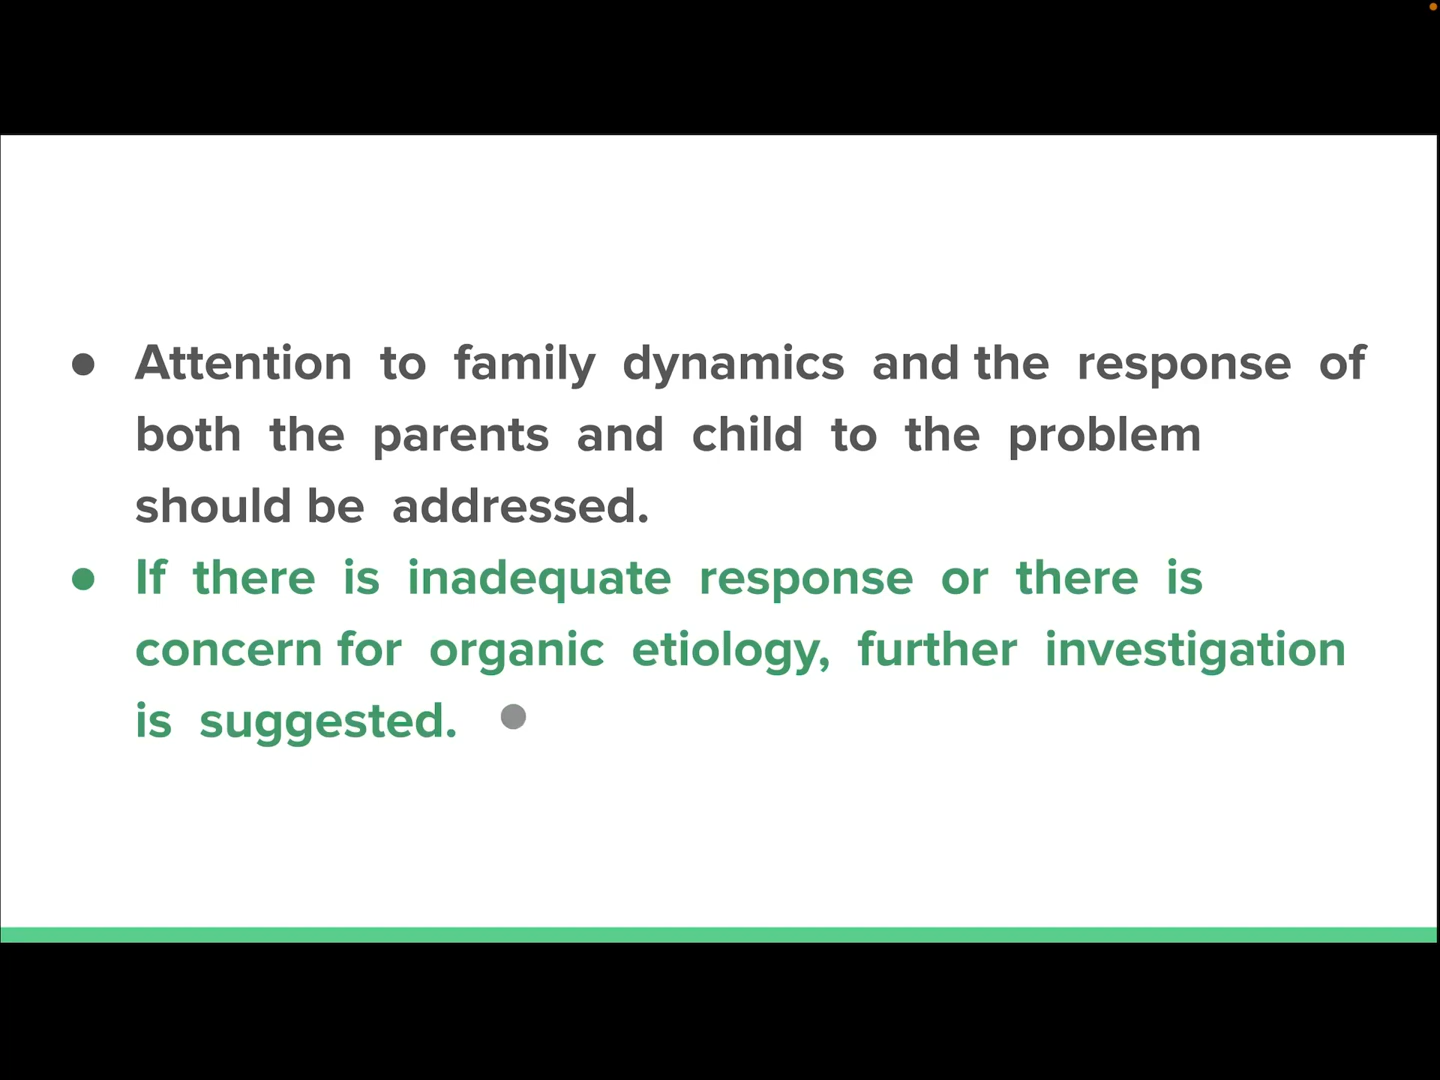 ● Attention to family dynamics and the response of
both the parents and child to the problem
should be addressed.
● If there is inadequate response or there is
concern for organic etiology, further investigation
is suggested.